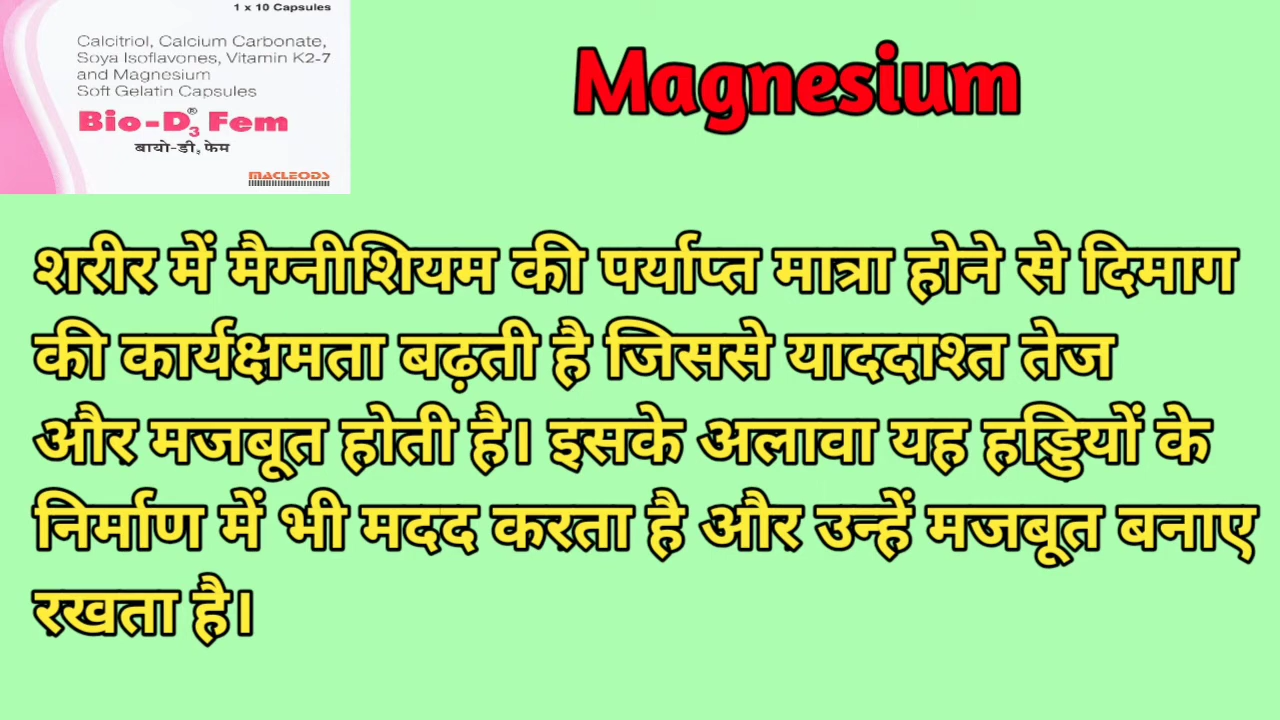 1 x 10 Capsules
Calcitriol, Calcium Carbonate,
Soya Isoflavones, Vitamin K2-7
and Magnesium
Soft Gelatin Capsules
Bio-D3® Fem
बायो-डी3 फेम
MACLEODS
Magnesium
शरीर में मैग्नीशियम की पर्याप्त मात्रा होने से दिमाग
की कार्यक्षमता बढ़ती है जिससे याददाश्त तेज
और मजबूत होती है। इसके अलावा यह हड्डियों के
निर्माण में भी मदद करता है और उन्हें मजबूत बनाए
रखता है।